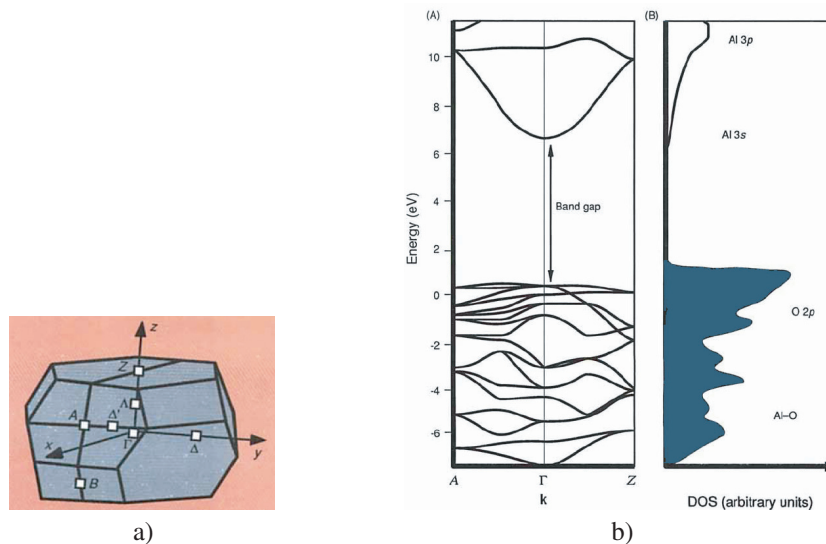 (A)
(B)
10
8
6
4
2
0
-2
-4
-6
Energy (eV)
Band gap
A
Γ
Z
k
Al 3p
Al 3s
O 2p
Al–O
DOS (arbitrary units)
z
Z
Λ
A
Δ'
Γ
Δ
x
y
B
a)
b)